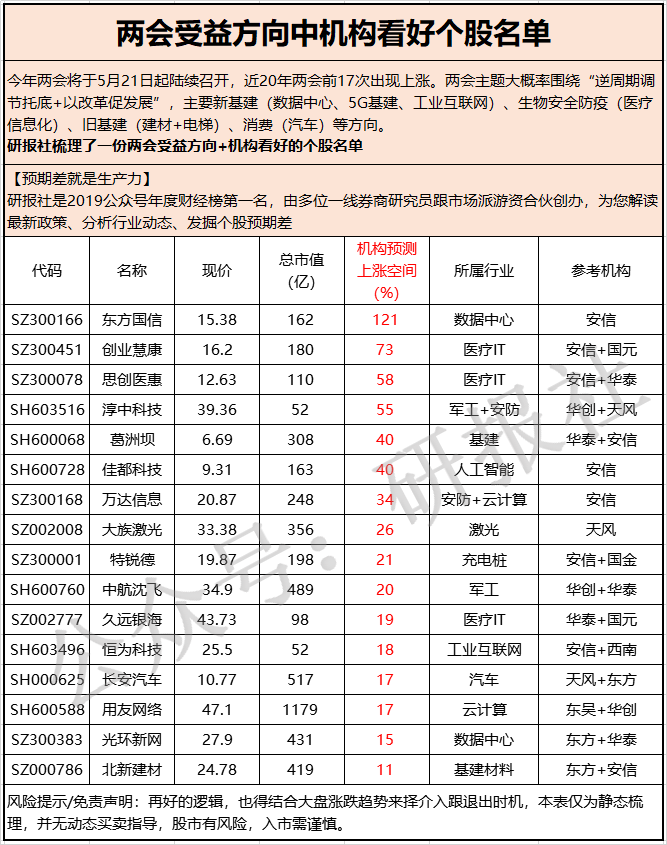 两会受益方向中机构看好个股名单
今年两会将于5月21日起陆续召开，近20年两会前17次出现上涨。两会主题大概率围绕“逆周期调
节托底+以改革促发展”，主要新基建（数据中心、5G基建、工业互联网）、生物安全防疫（医疗
信息化）、旧基建（建材+电梯）、消费（汽车）等方向。
研报社梳理了一份两会受益方向+机构看好的个股名单
【预期差就是生产力】
研报社是2019公众号年度财经榜第一名，由多位一线券商研究员跟市场派游资合伙创办，为您解读
最新政策、分析行业动态、发掘个股预期差
代码 名称 现价 总市值（亿） 机构预测上涨空间（%） 所属行业 参考机构
SZ300166 东方国信 15.38 162 121 数据中心 安信
SZ300451 创业慧康 16.2 180 73 医疗IT 安信+国元
SZ300078 思创医惠 12.63 110 58 医疗IT 安信+华泰
SH603516 淳中科技 39.36 52 55 军工+安防 华创+天风
SH600068 葛洲坝 6.69 308 40 基建 华泰+安信
SH600728 佳都科技 9.31 163 40 人工智能 安信
SZ300168 万达信息 20.87 248 34 安防+云计算 安信
SZ002008 大族激光 33.38 356 26 激光 天风
SZ300001 特锐德 19.87 198 21 充电桩 安信+国金
SH600760 中航沈飞 34.9 489 20 军工 华创+华泰
SZ002777 久远银海 43.73 98 19 医疗IT 华泰+国元
SH603496 恒为科技 25.5 52 18 工业互联网 安信+西南
SH000625 长安汽车 10.77 517 17 汽车 天风+东方
SH600588 用友网络 47.1 1179 17 云计算 东吴+华创
SZ300383 光环新网 27.9 431 15 数据中心 东方+华泰
SZ000786 北新建材 24.78 419 11 基建材料 东方+安信
风险提示/免责声明：再好的逻辑，也得结合大盘涨跌趋势来择介入跟退出时机，本表仅为静态梳
理，并无动态买卖指导，股市有风险，入市需谨慎。
公众号：研报社